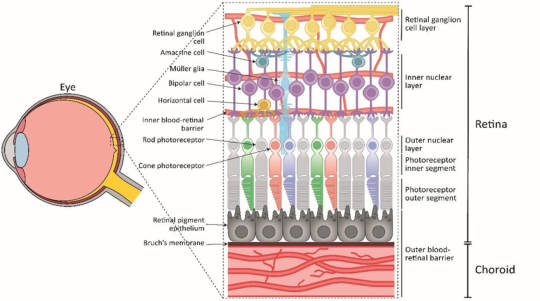 Eye
Retinal ganglion
cell
Amacrine cell
Müller glia
Bipolar cell
Horizontal cell
Inner blood-retinal
barrier
Rod photoreceptor
Cone photoreceptor
Retinal pigment
epithelium
Bruch's membrane
Retinal ganglion
cell layer
Inner nuclear
layer
Outer nuclear
layer
Photoreceptor
inner segment
Photoreceptor
outer segment
Outer blood-
retinal barrier
Retina
Choroid